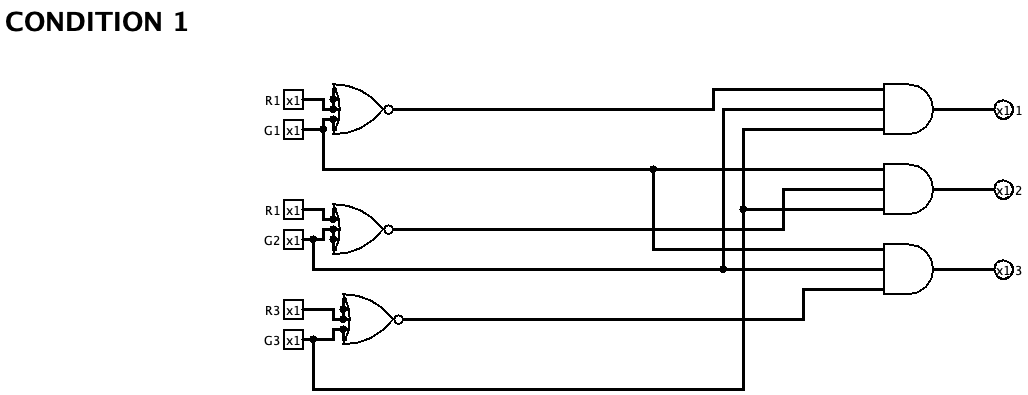 CONDITION 1
R1 x1
G1 x1
x1 1
R1 x1
G2 x1
x1 2
R3 x1
G3 x1
x1 3